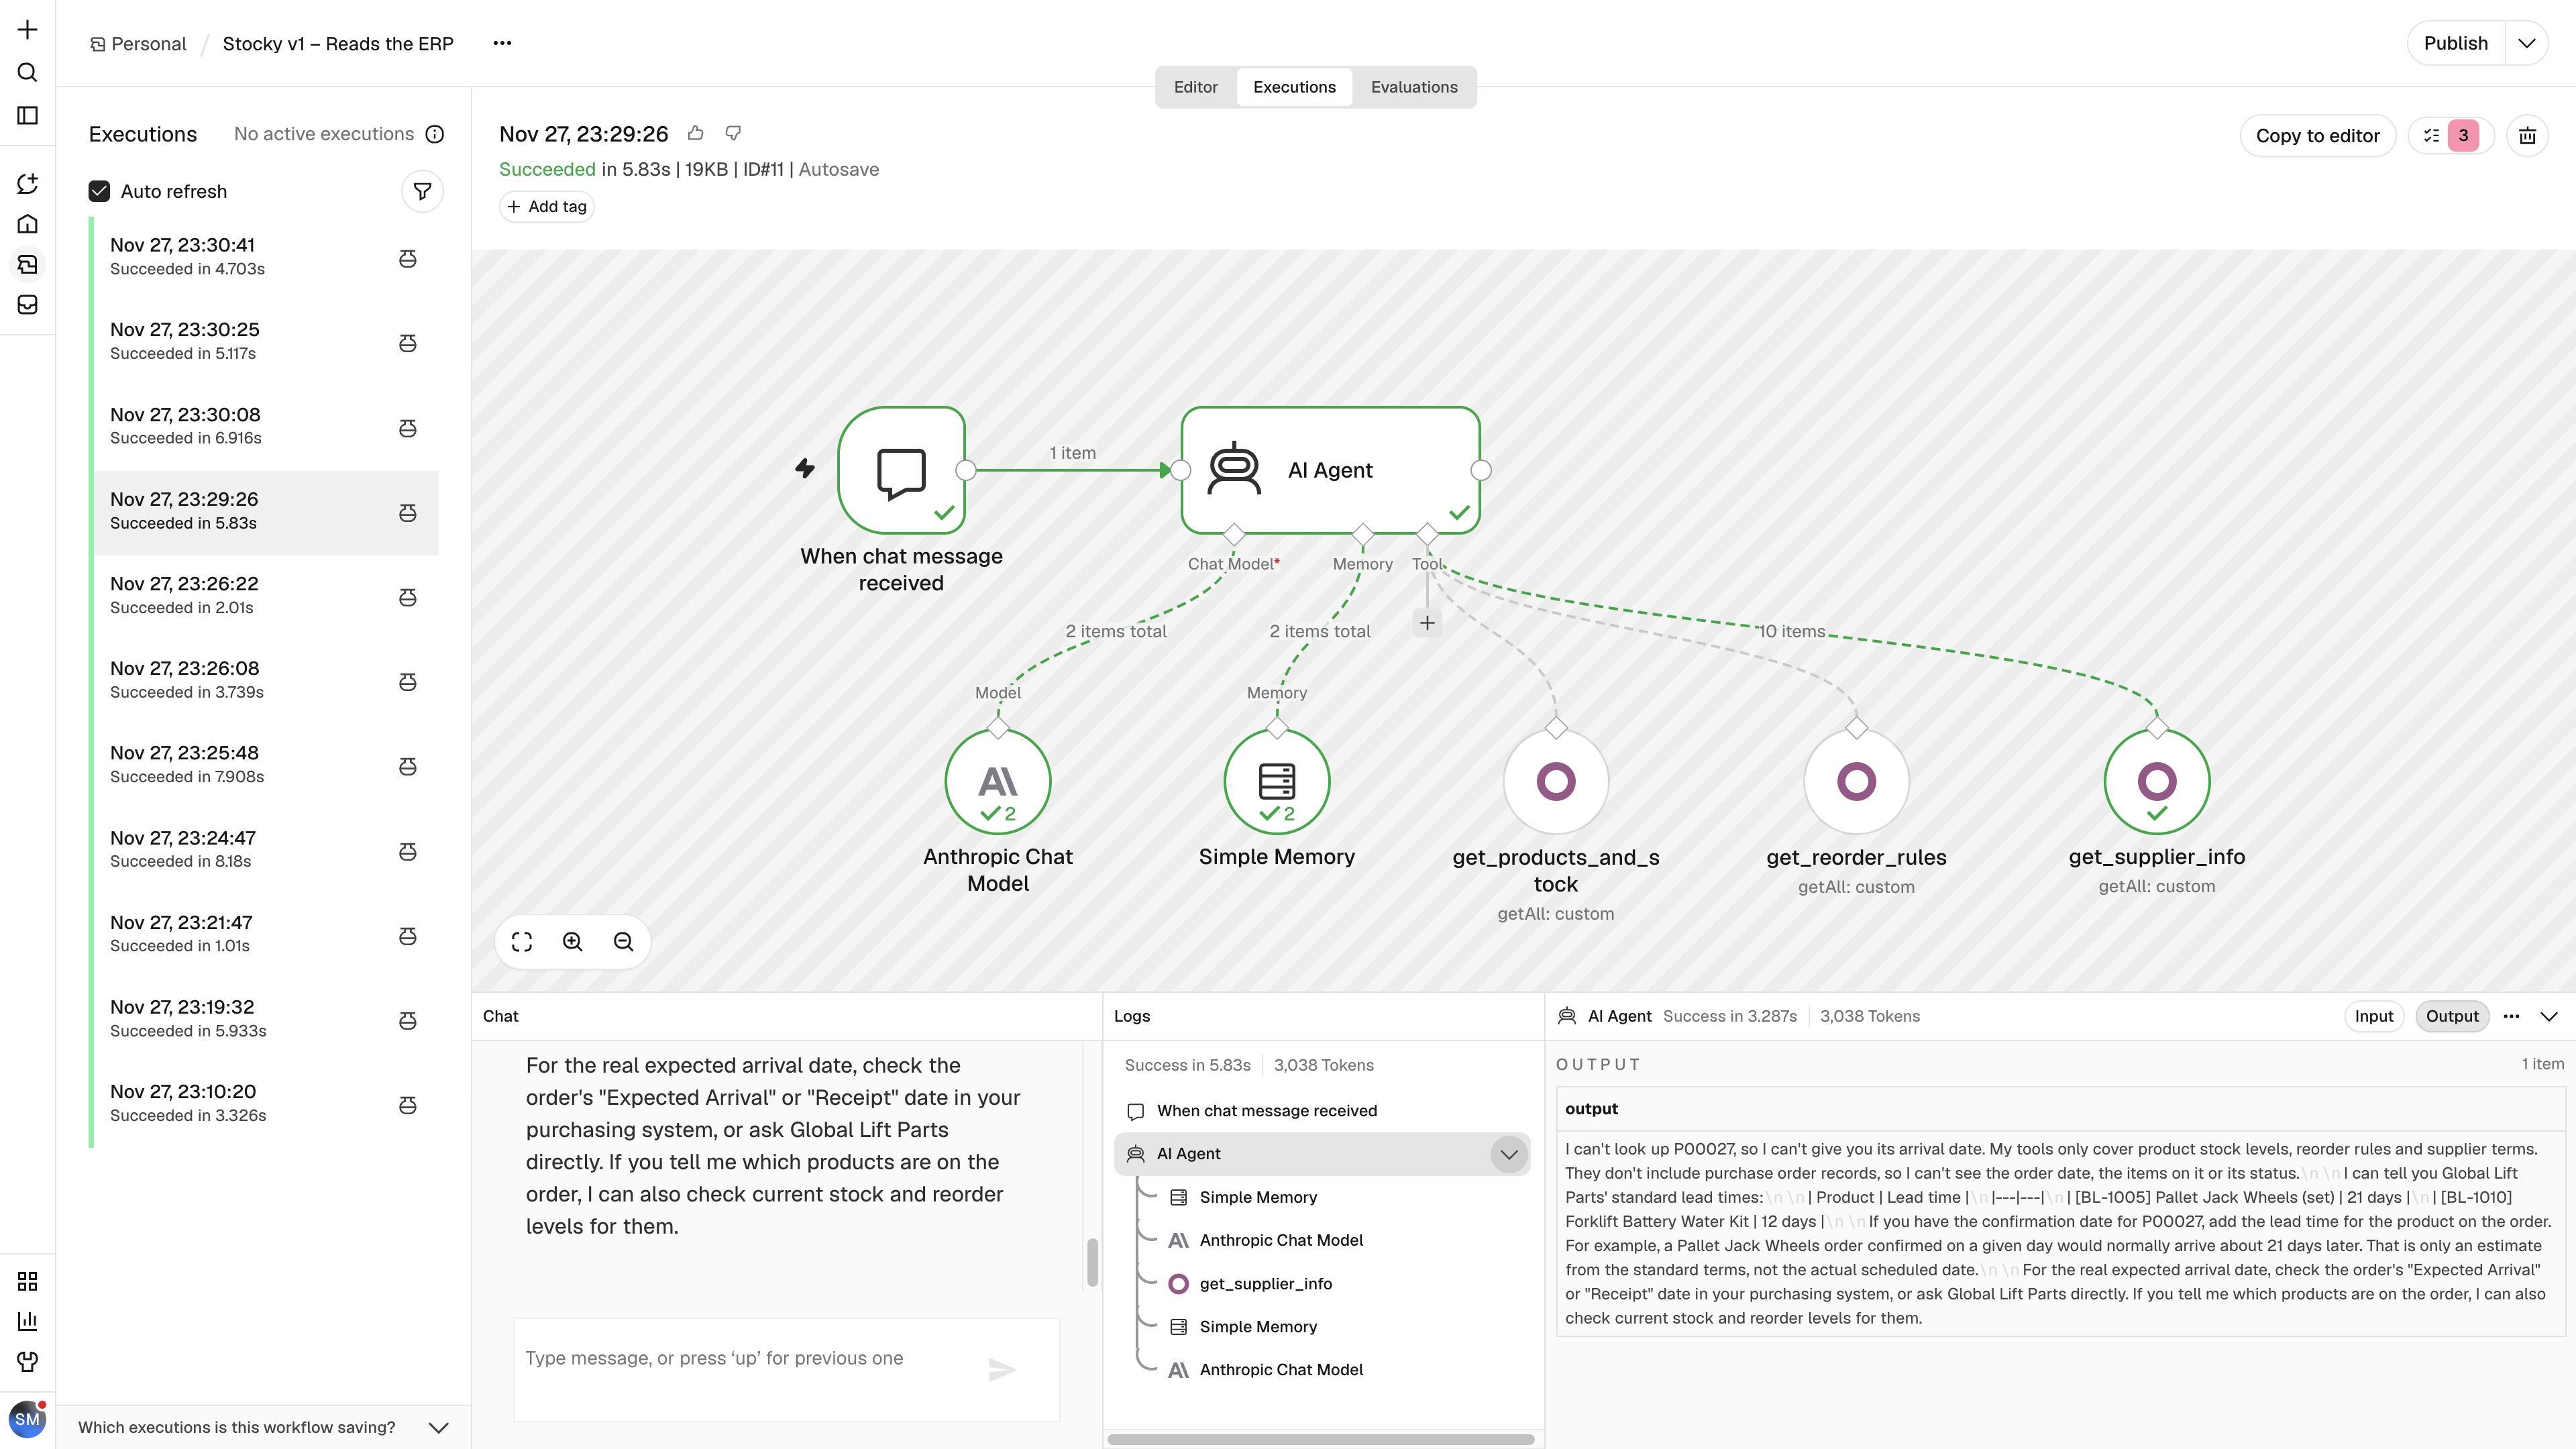 Personal / Stocky v1 – Reads the ERP
Publish
Editor
Executions
Evaluations
Executions
No active executions
Auto refresh
Nov 27, 23:30:41
Succeeded in 4.703s
Nov 27, 23:30:25
Succeeded in 5.117s
Nov 27, 23:30:08
Succeeded in 6.916s
Nov 27, 23:29:26
Succeeded in 5.83s
Nov 27, 23:26:22
Succeeded in 2.01s
Nov 27, 23:26:08
Succeeded in 3.739s
Nov 27, 23:25:48
Succeeded in 7.908s
Nov 27, 23:24:47
Succeeded in 8.18s
Nov 27, 23:21:47
Succeeded in 1.01s
Nov 27, 23:19:32
Succeeded in 5.933s
Nov 27, 23:10:20
Succeeded in 3.326s
Which executions is this workflow saving?
SM
Nov 27, 23:29:26
Succeeded in 5.83s | 19KB | ID#11 | Autosave
+ Add tag
Copy to editor
3
1 item
AI Agent
When chat message
received
Chat Model*
Memory
Tool
2 items total
2 items total
10 items
Model
Memory
2
2
Anthropic Chat
Model
Simple Memory
get_products_and_s
tock
getAll: custom
get_reorder_rules
getAll: custom
get_supplier_info
getAll: custom
Chat
For the real expected arrival date, check the
order's "Expected Arrival" or "Receipt" date in your
purchasing system, or ask Global Lift Parts
directly. If you tell me which products are on the
order, I can also check current stock and reorder
levels for them.
Type message, or press ‘up’ for previous one
Logs
Success in 5.83s
3,038 Tokens
When chat message received
AI Agent
Simple Memory
Anthropic Chat Model
get_supplier_info
Simple Memory
Anthropic Chat Model
AI Agent
Success in 3.287s
3,038 Tokens
Input
Output
OUTPUT
1 item
output
I can't look up P00027, so I can't give you its arrival date. My tools only cover product stock levels, reorder rules and supplier terms.
They don't include purchase order records, so I can't see the order date, the items on it or its status.\n \n I can tell you Global Lift
Parts' standard lead times:\n \n | Product | Lead time |\n |---|---|\n | [BL-1005] Pallet Jack Wheels (set) | 21 days |\n | [BL-1010]
Forklift Battery Water Kit | 12 days |\n \n If you have the confirmation date for P00027, add the lead time for the product on the order.
For example, a Pallet Jack Wheels order confirmed on a given day would normally arrive about 21 days later. That is only an estimate
from the standard terms, not the actual scheduled date.\n \n For the real expected arrival date, check the order's "Expected Arrival"
or "Receipt" date in your purchasing system, or ask Global Lift Parts directly. If you tell me which products are on the order, I can also
check current stock and reorder levels for them.